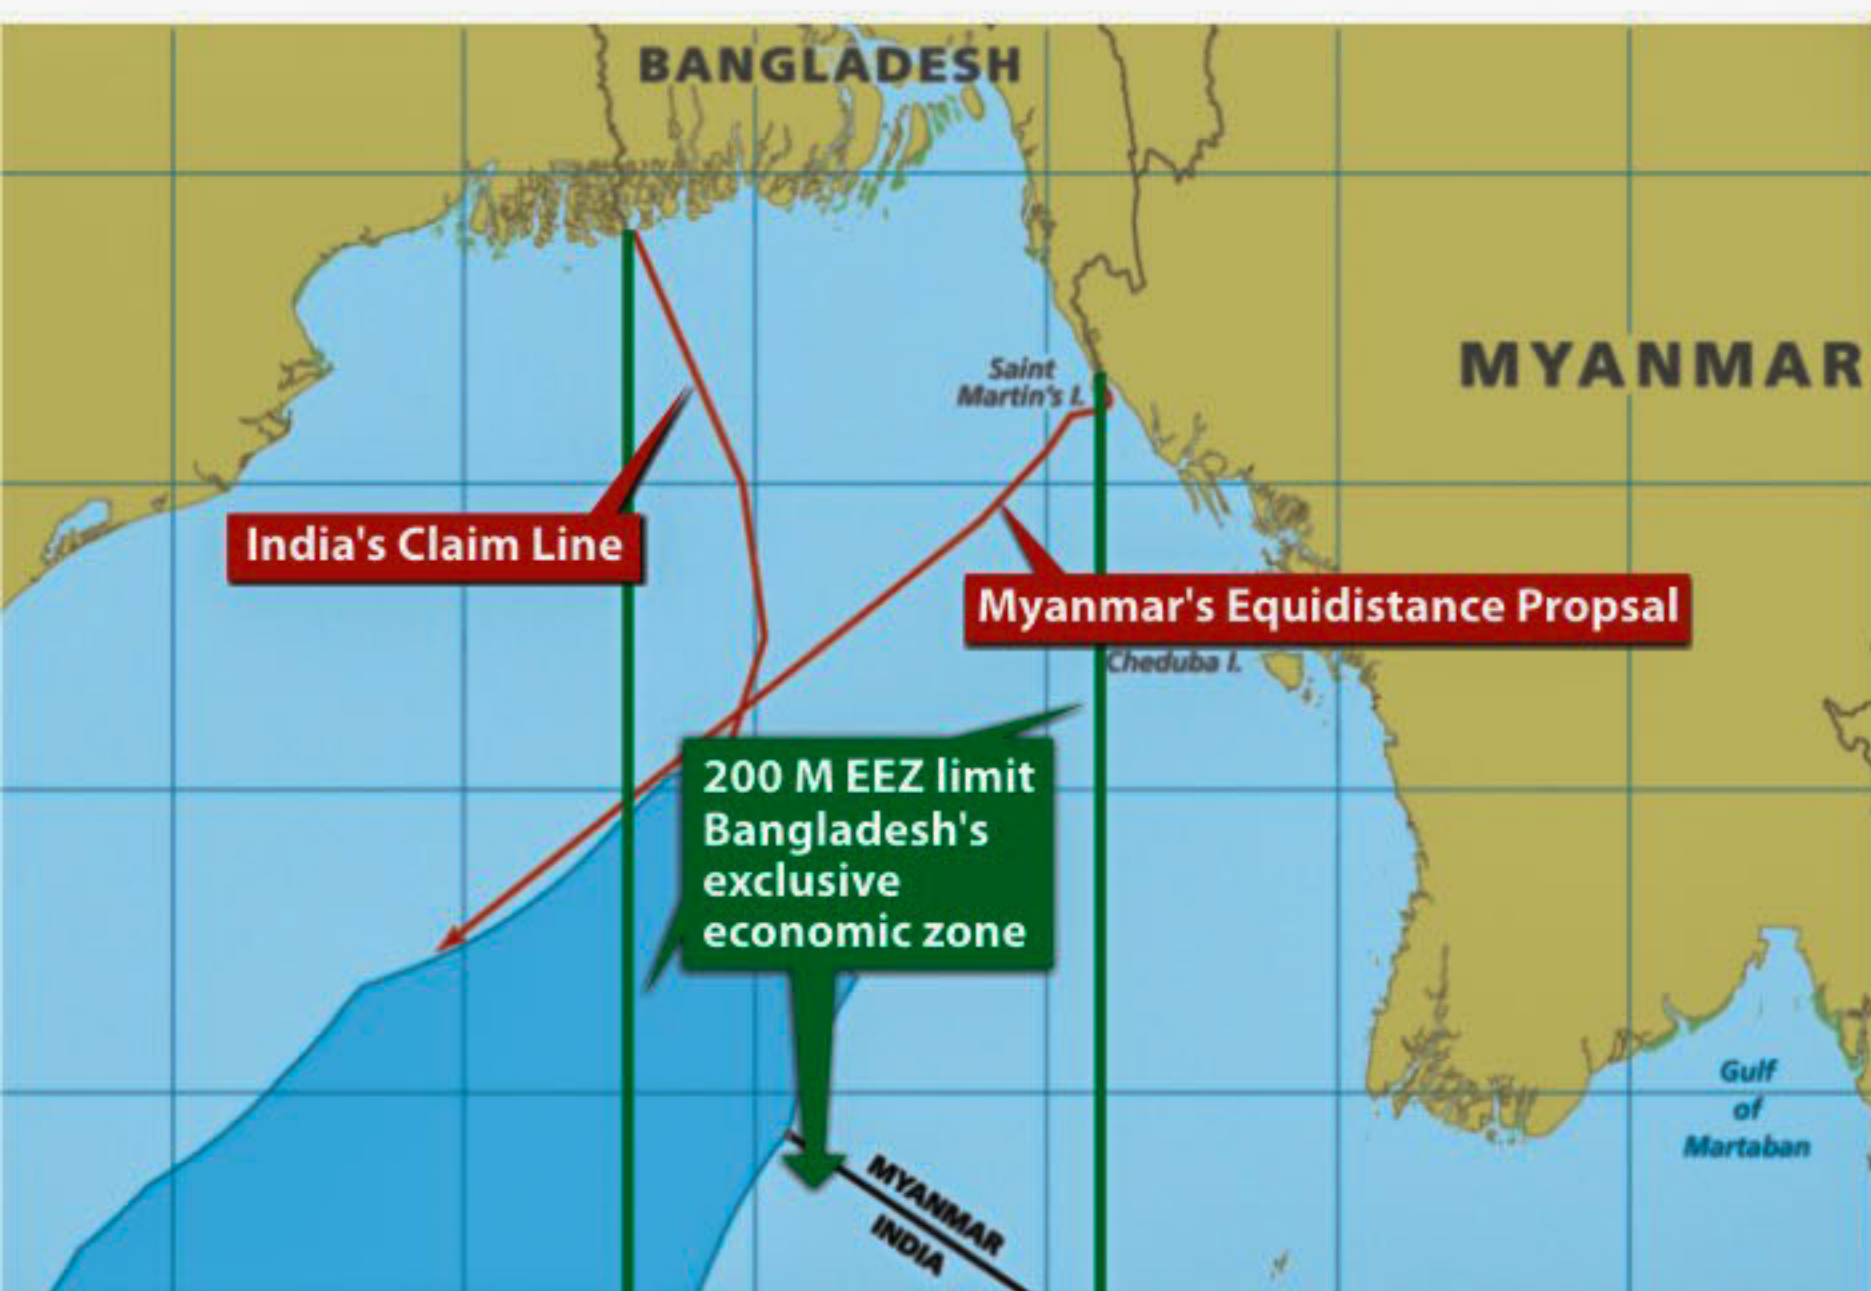 BANGLADESH
MYANMAR
Saint
Martin's I.
India's Claim Line
Myanmar's Equidistance Propsal
Cheduba I.
200 M EEZ limit
Bangladesh's
exclusive
economic zone
Gulf
of
Martaban
MYANMAR
INDIA